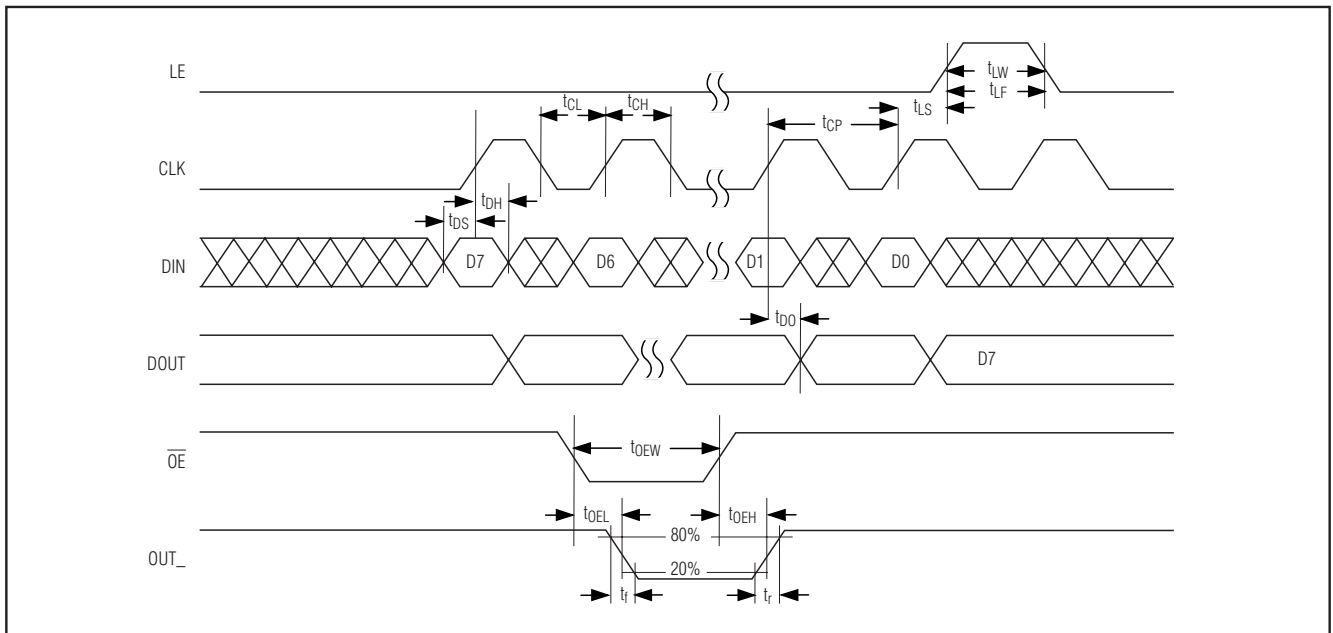 LE
tLW
tLF
tCL
tCH
tLS
tCP
CLK
tDH
tDS
DIN
D7
D6
D1
D0
tDO
DOUT
D7
OE
tOEW
tOEL
tOEH
80%
OUT_
20%
tf
tr